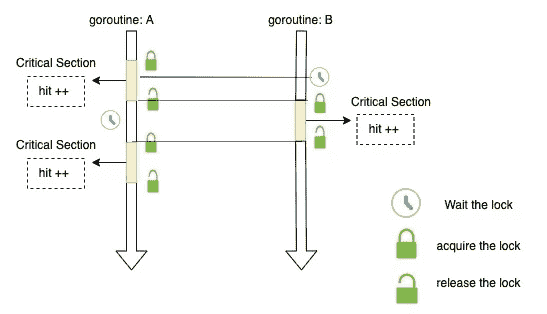 goroutine: A
goroutine: B
Critical Section
hit ++
Critical Section
hit ++
Critical Section
hit ++
Wait the lock
acquire the lock
release the lock